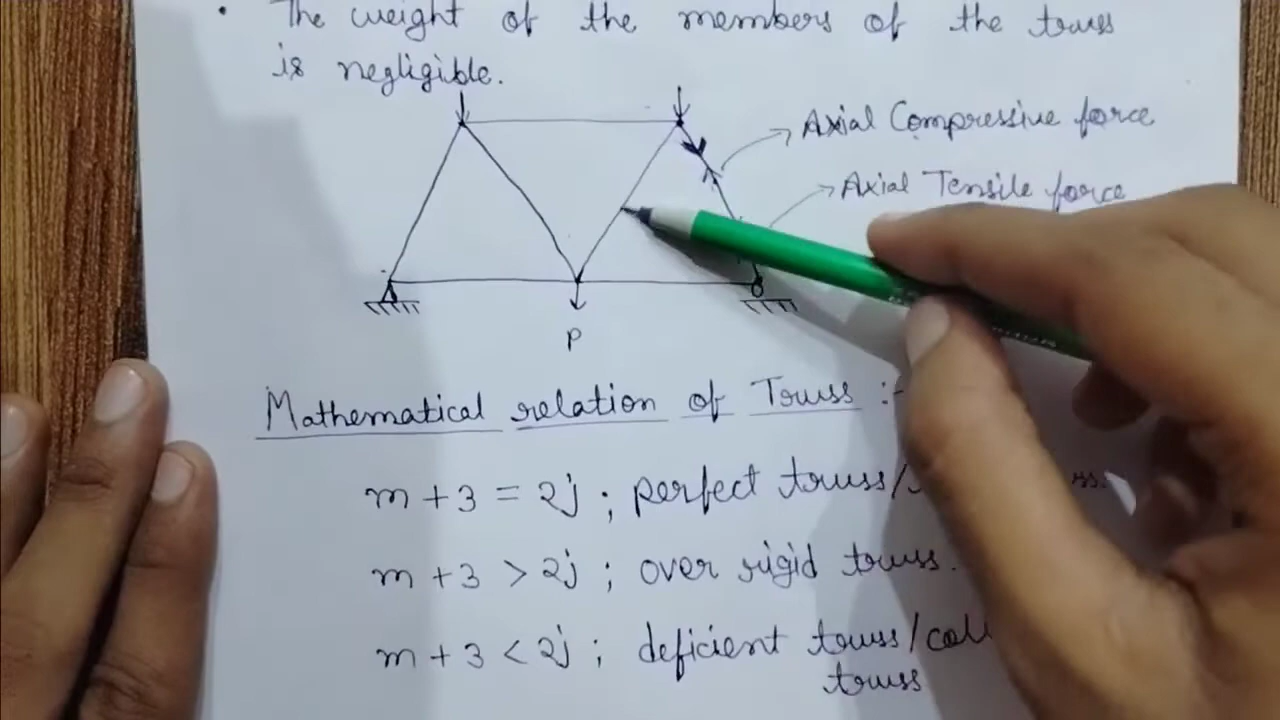 • The weight of the members of the truss
is negligible.
Axial Compressive force
Axial Tensile force
P
Mathematical relation of Truss :-
m + 3 = 2j ; perfect truss/
m + 3 > 2j ; over rigid truss.
m + 3 < 2j ; deficient truss/
truss